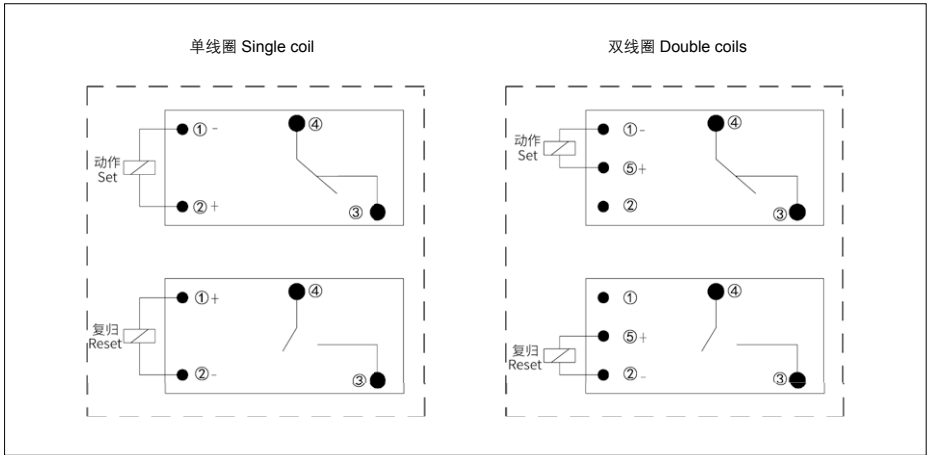 单线圈 Single coil
双线圈 Double coils
① -
④
动作
Set
② +
③
① -
④
动作
Set
⑤ +
②
③
① +
④
复归
Reset
② -
③
①
④
⑤ +
复归
Reset
② -
③